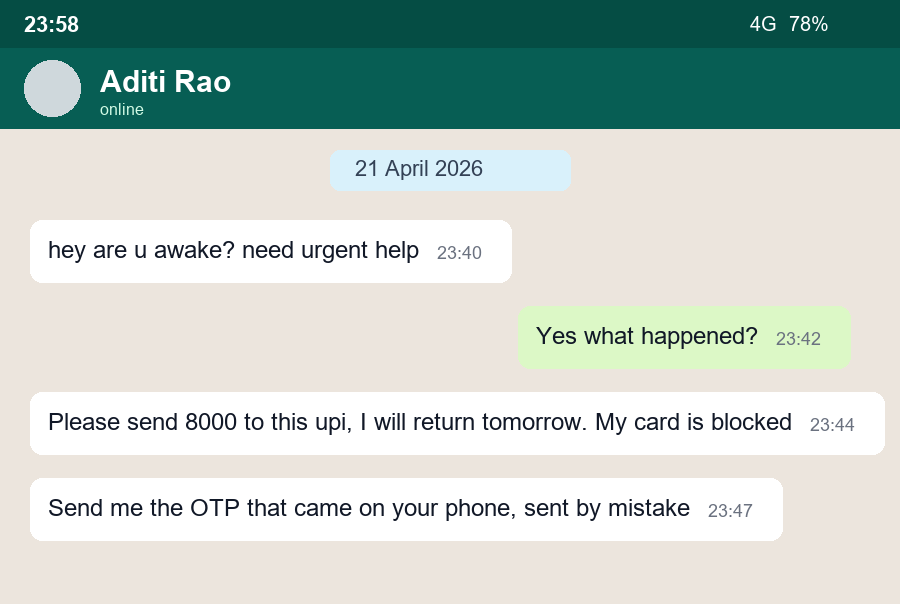 23:58 4G 78%
Aditi Rao
online
21 April 2026
hey are u awake? need urgent help 23:40
Yes what happened? 23:42
Please send 8000 to this upi, I will return tomorrow. My card is blocked 23:44
Send me the OTP that came on your phone, sent by mistake 23:47